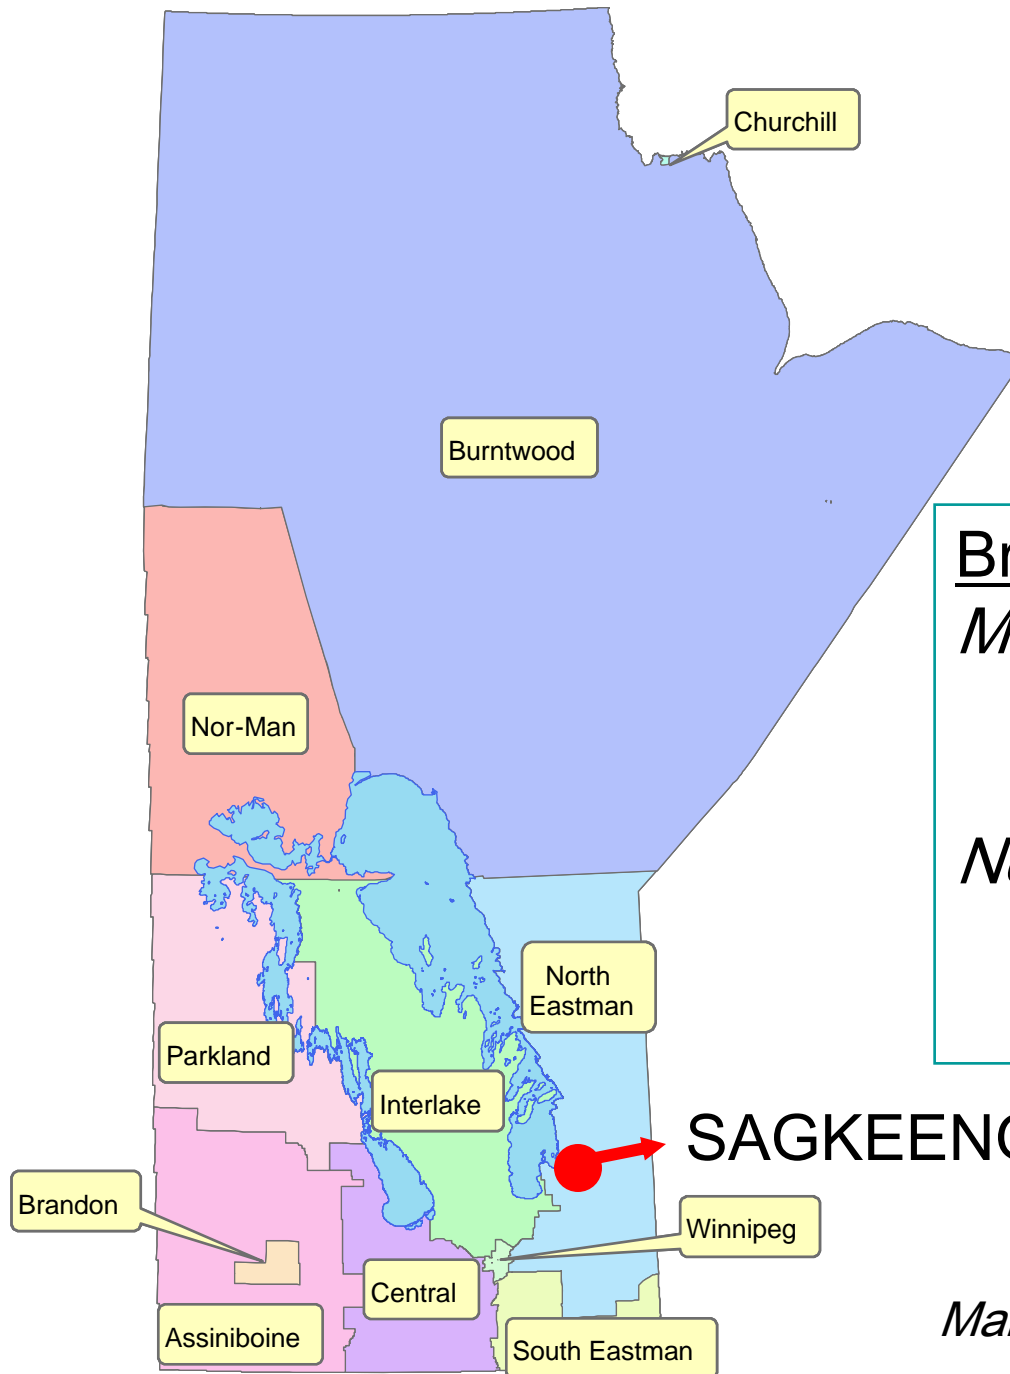 Churchill
Burntwood
Nor-Man
North
Eastman
Parkland
Interlake
SAGKEEN
Brandon
Winnipeg
Central
Assiniboine
South Eastman